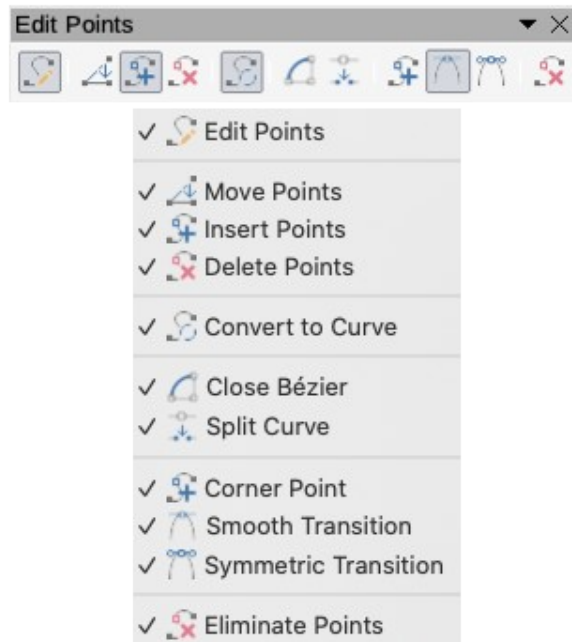 Edit Points
Edit Points
Move Points
Insert Points
Delete Points
Convert to Curve
Close Bézier
Split Curve
Corner Point
Smooth Transition
Symmetric Transition
Eliminate Points